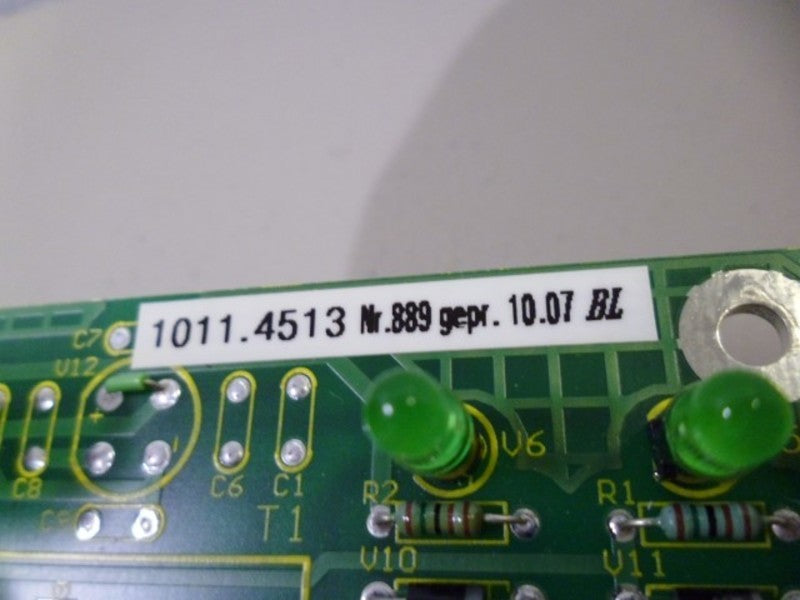 1011.4513 Nr.889 gepr. 10.07 BL
C7
V12
+
C8
C6
C1
V6
R2
R1
T1
V10
V11